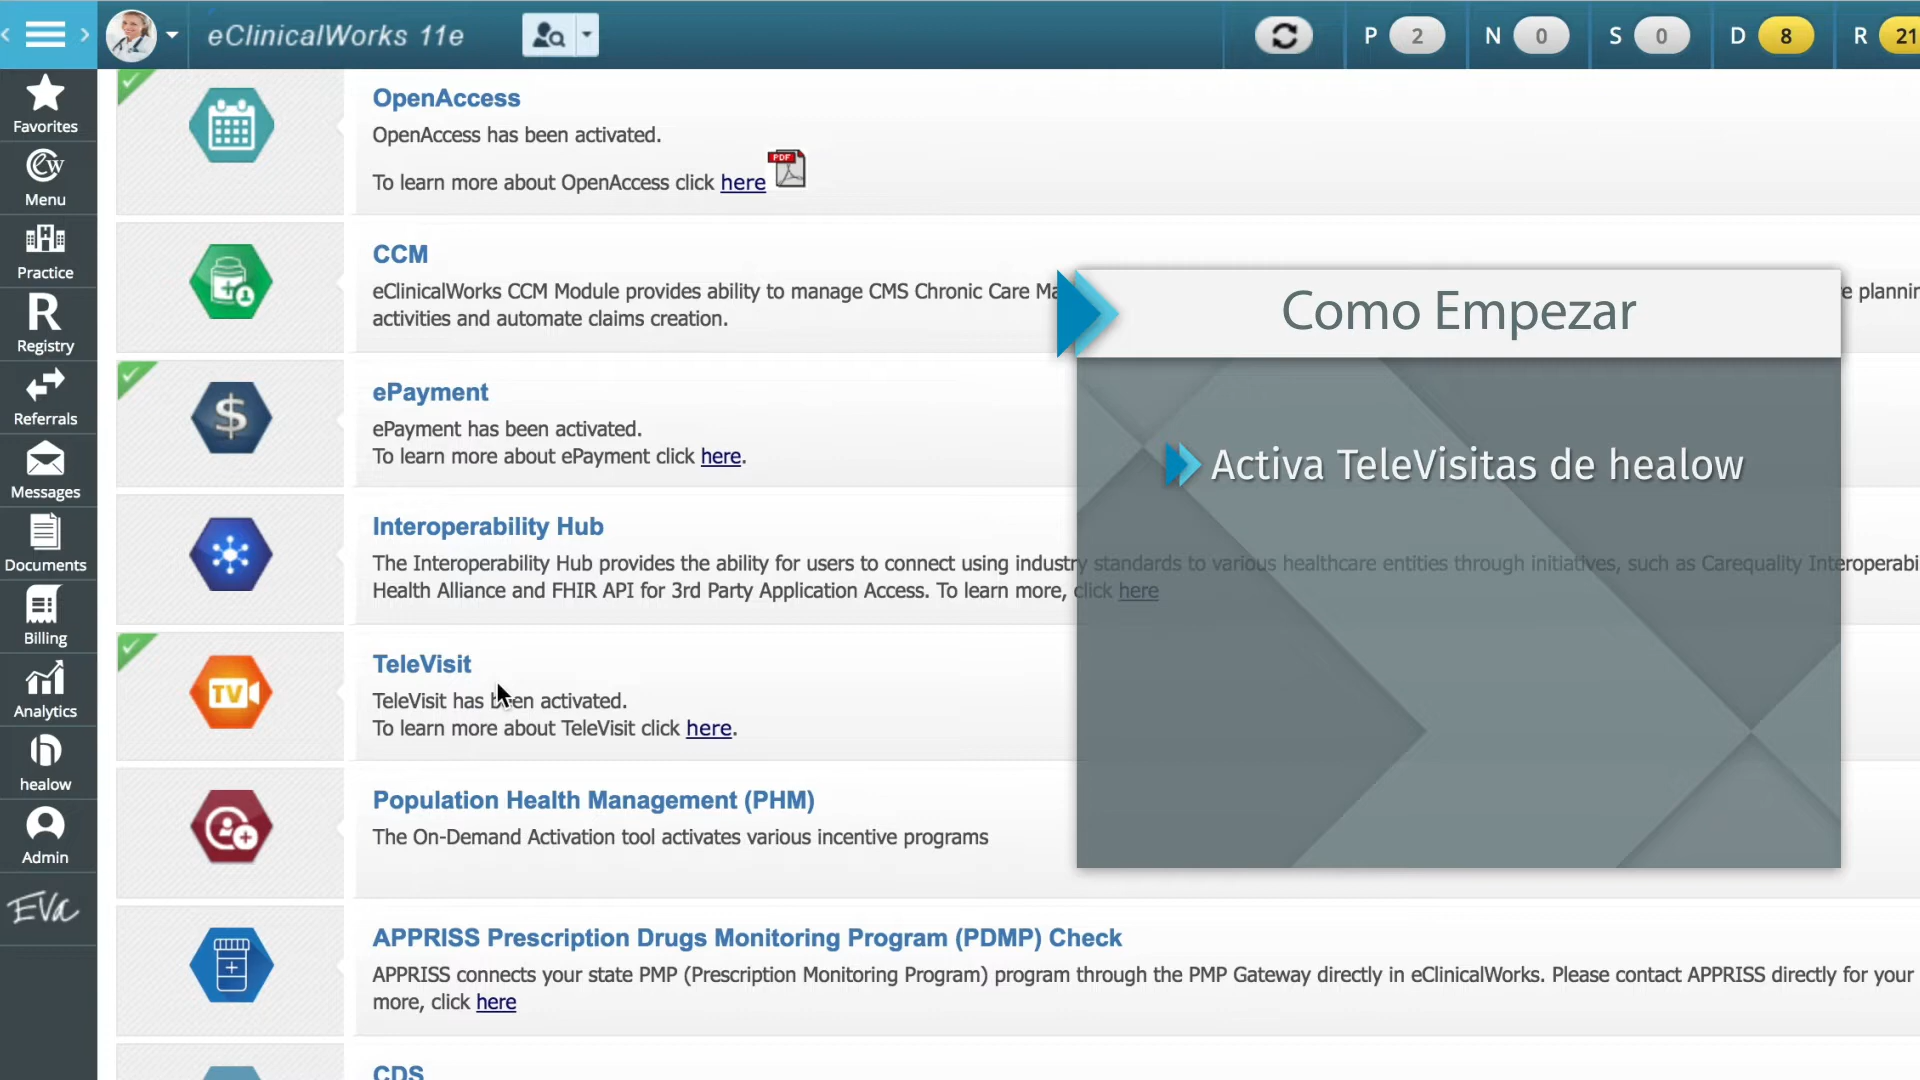 eClinicalWorks 11e
P 2 N 0 S 0 D 8 R 21
Favorites
Menu
Practice
R
Registry
Referrals
Messages
Documents
Billing
Analytics
healow
Admin
EVA
OpenAccess
OpenAccess has been activated.
PDF
To learn more about OpenAccess click here
CCM
eClinicalWorks CCM Module provides ability to manage CMS Chronic Care Ma e plannin
activities and automate claims creation.
ePayment
$
ePayment has been activated.
To learn more about ePayment click here.
Interoperability Hub
The Interoperability Hub provides the ability for users to connect using industry standards to various healthcare entities through initiatives, such as Carequality Interoperabi
Health Alliance and FHIR API for 3rd Party Application Access. To learn more, click here
TeleVisit
TV
TeleVisit has been activated.
To learn more about TeleVisit click here.
Population Health Management (PHM)
The On-Demand Activation tool activates various incentive programs
APPRISS Prescription Drugs Monitoring Program (PDMP) Check
APPRISS connects your state PMP (Prescription Monitoring Program) program through the PMP Gateway directly in eClinicalWorks. Please contact APPRISS directly for your
more, click here
CDS
Como Empezar
Activa TeleVisitas de healow